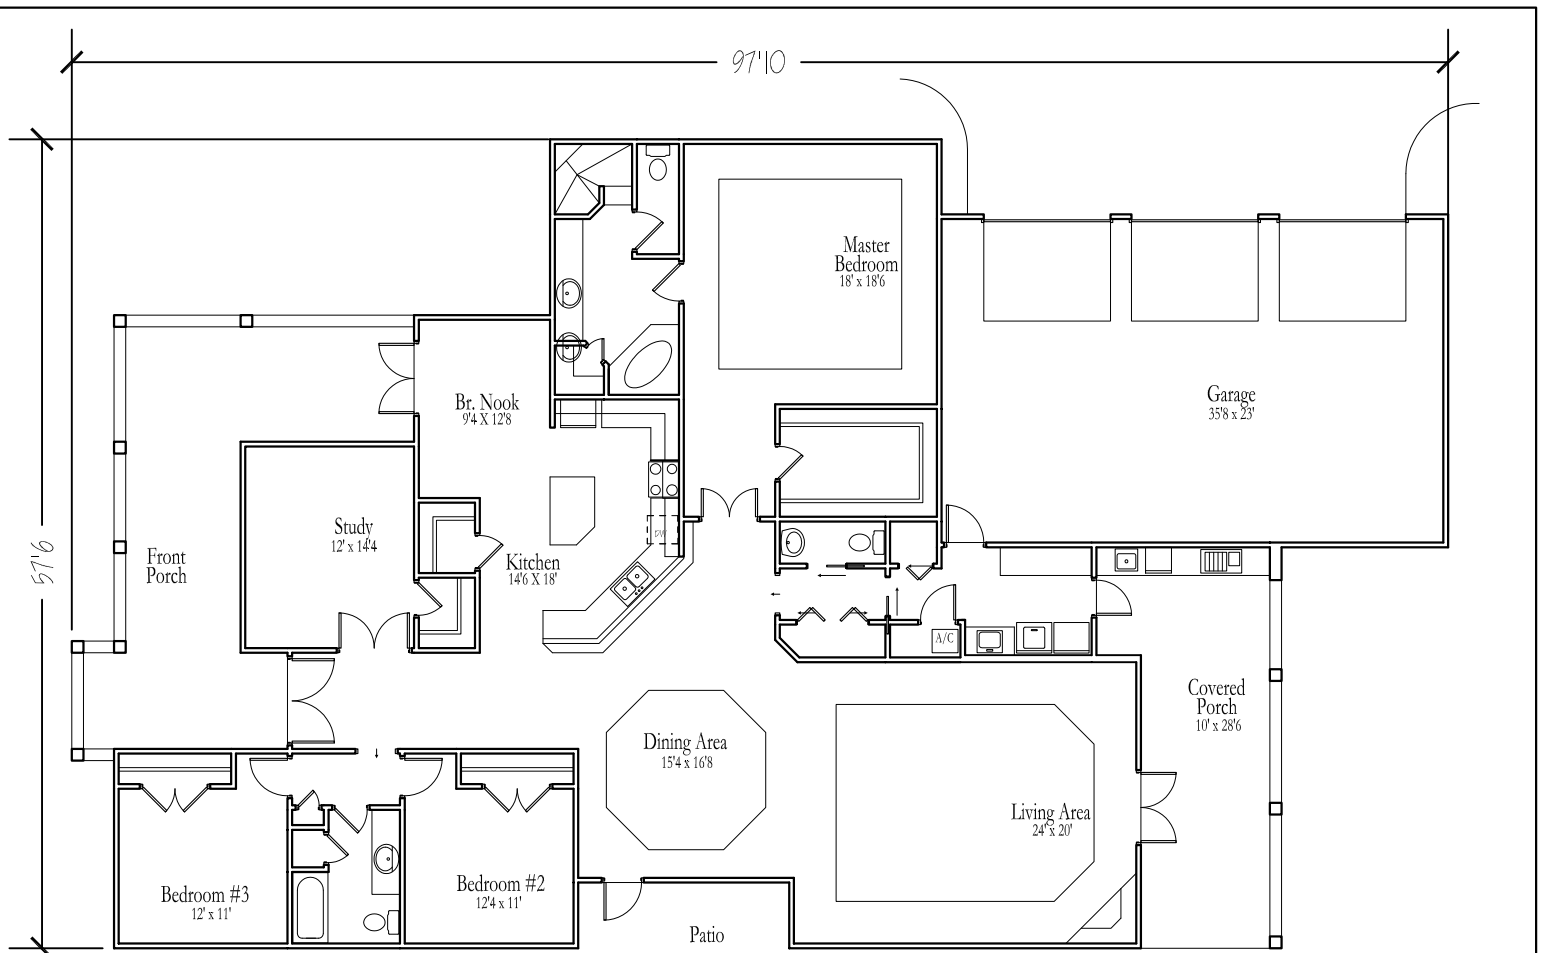 97'10
Master
Bedroom
18' x 18'6
Garage
35'8 x 23'
Br. Nook
9'4 X 12'8
Study
12' x 14'4
DW
Front
Porch
Kitchen
14'6 X 18'
57'6
A/C
Covered
Porch
10' x 28'6
Dining Area
15'4 x 16'8
Living Area
24' x 20'
Bedroom #3
12' x 11'
Bedroom #2
12'4 x 11'
Patio